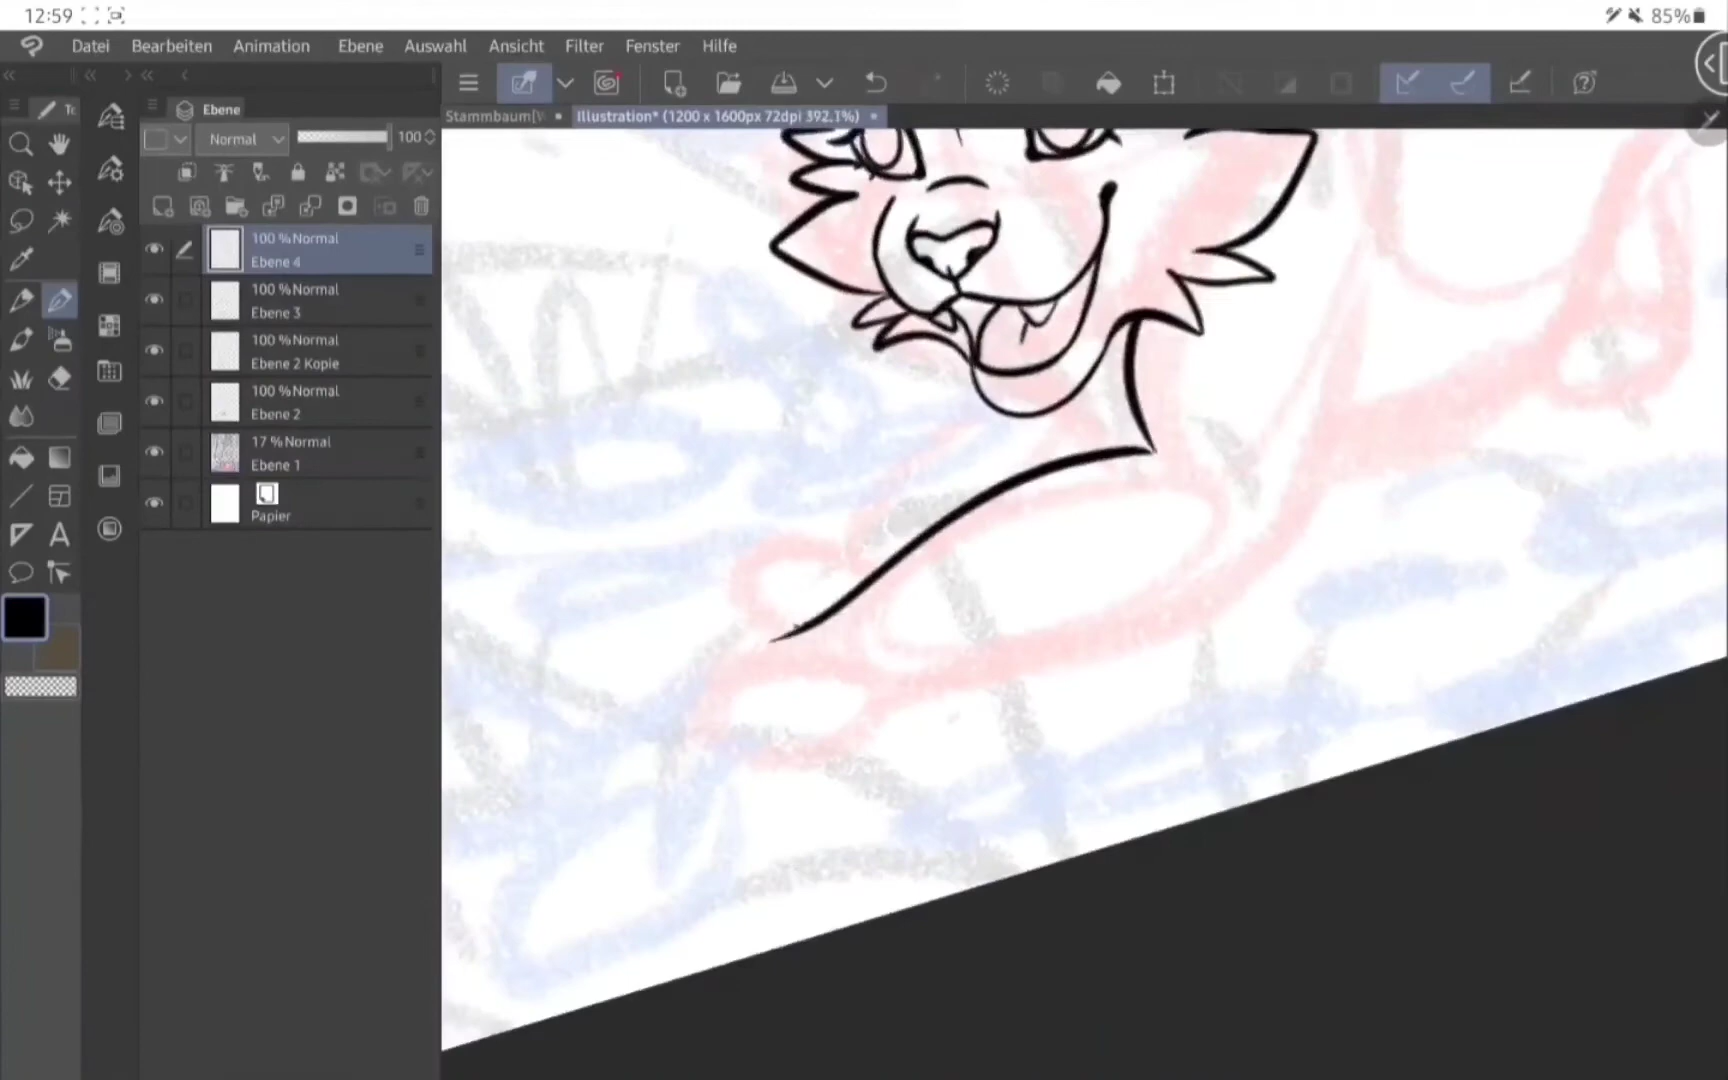 12:59
85%
Datei Bearbeiten Animation Ebene Auswahl Ansicht Filter Fenster Hilfe
Ebene
Stammbaum[
Illustration* (1200 x 1600px 72dpi 392.1%)
Normal
100
100 %Normal
Ebene 4
100 %Normal
Ebene 3
100 %Normal
Ebene 2 Kopie
100 %Normal
Ebene 2
17 %Normal
Ebene 1
Papier